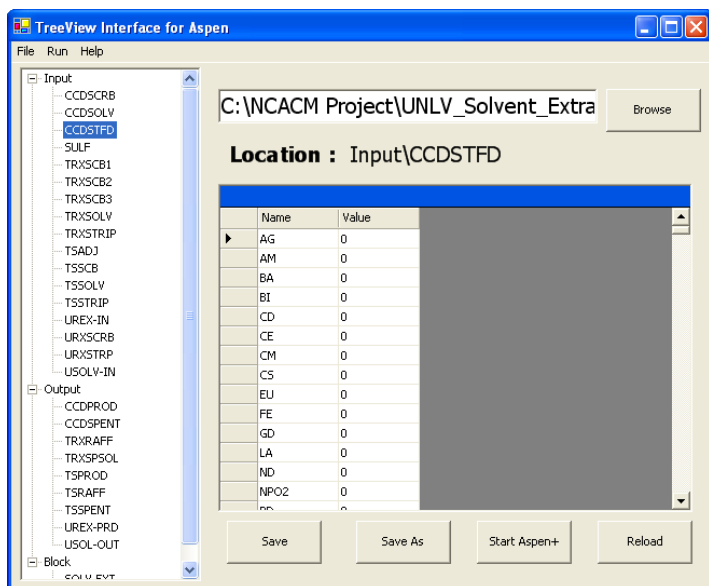 TreeView Interface for Aspen
File Run Help
Input
CCDSCRB
CCDSOLV
CCDSTFD
SULF
TRXSCB1
TRXSCB2
TRXSCB3
TRXSOLV
TRXSTRIP
TSADJ
TSSCB
TSSOLV
TSSTRIP
UREX-IN
URXSCRB
URXSTRP
USOLV-IN
Output
CCDPROD
CCDSPENT
TRXRAFF
TRXSPSOL
TSPROD
TSRAFF
TSSPENT
UREX-PRD
USOL-OUT
Block
SOLV-EXT
C:\NCACM Project\UNLV_Solvent_Extra
Browse
Location : Input\CCDSTFD
Name Value
AG 0
AM 0
BA 0
BI 0
CD 0
CE 0
CM 0
CS 0
EU 0
FE 0
GD 0
LA 0
ND 0
NPO2 0
Save Save As Start Aspen+ Reload